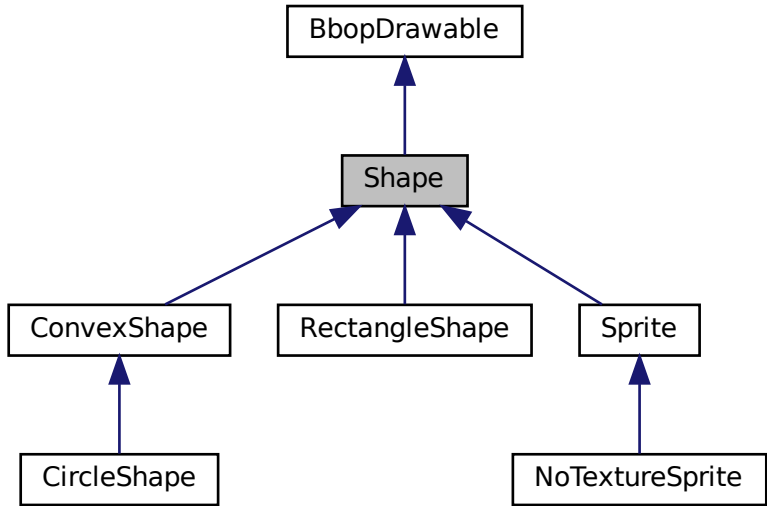 BbopDrawable
Shape
ConvexShape
RectangleShape
Sprite
CircleShape
NoTextureSprite